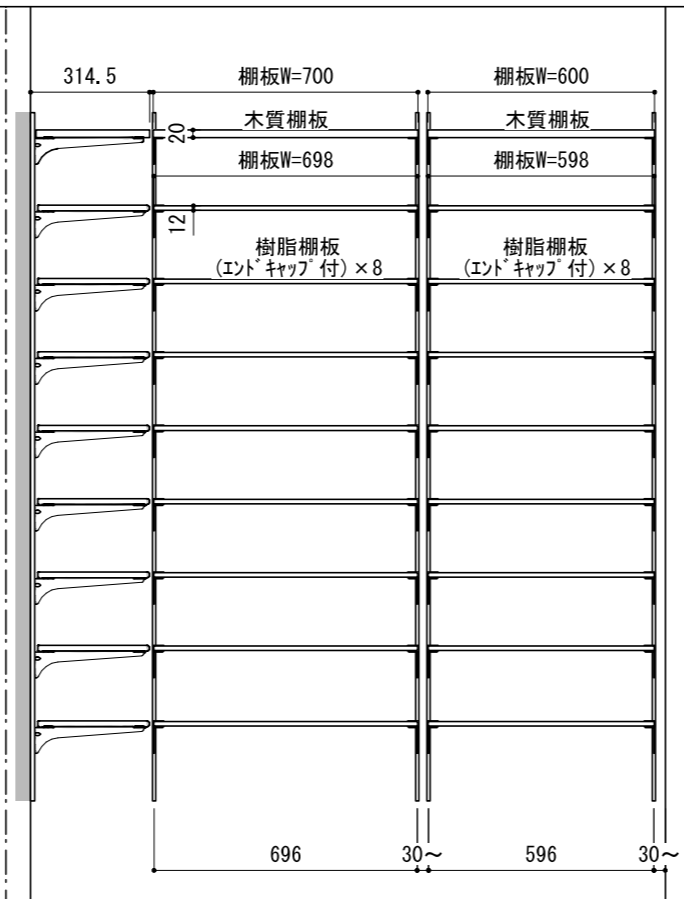 314.5
棚板W=700
棚板W=600
木質棚板
木質棚板
20
棚板W=698
棚板W=598
12
樹脂棚板
(ｴﾝﾄﾞｷｬｯﾌﾟ付)×8
樹脂棚板
(ｴﾝﾄﾞｷｬｯﾌﾟ付)×8
696
30～
596
30～